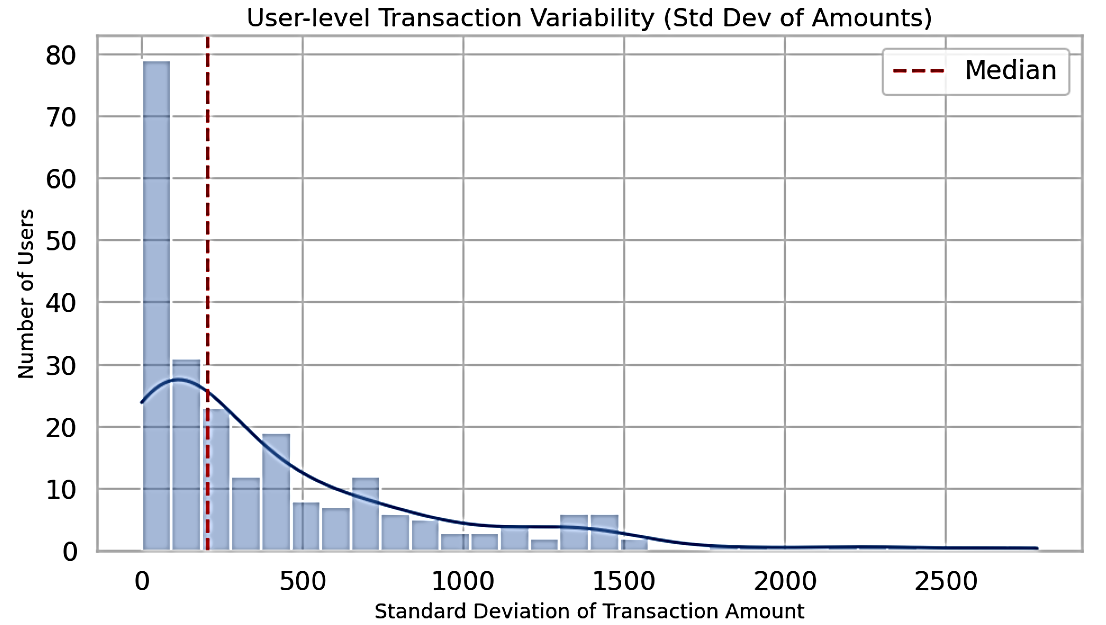 User-level Transaction Variability (Std Dev of Amounts)
Median
Number of Users
80
70
60
50
40
30
20
10
0
0 500 1000 1500 2000 2500
Standard Deviation of Transaction Amount